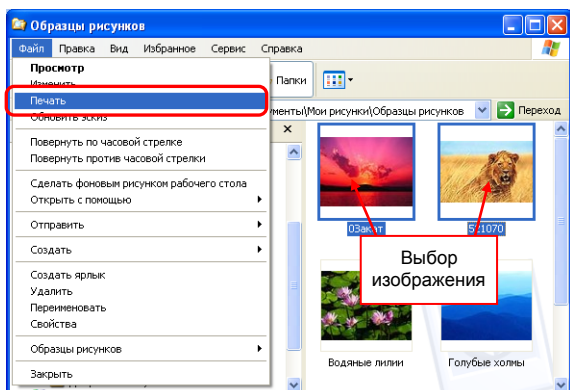 Образцы рисунков
Файл Правка Вид Избранное Сервис Справка
Просмотр
Изменить
Папки
Печать
Обновить эскиз
менты\Мои рисунки\Образцы рисунков
Переход
Повернуть по часовой стрелке
Повернуть против часовой стрелки
Сделать фоновым рисунком рабочего стола
Открыть с помощью
Отправить
Создать
Создать ярлык
Удалить
Переименовать
Свойства
Образцы рисунков
Закрыть
03акат
521070
Выбор
изображения
Водяные лилии
Голубые холмы